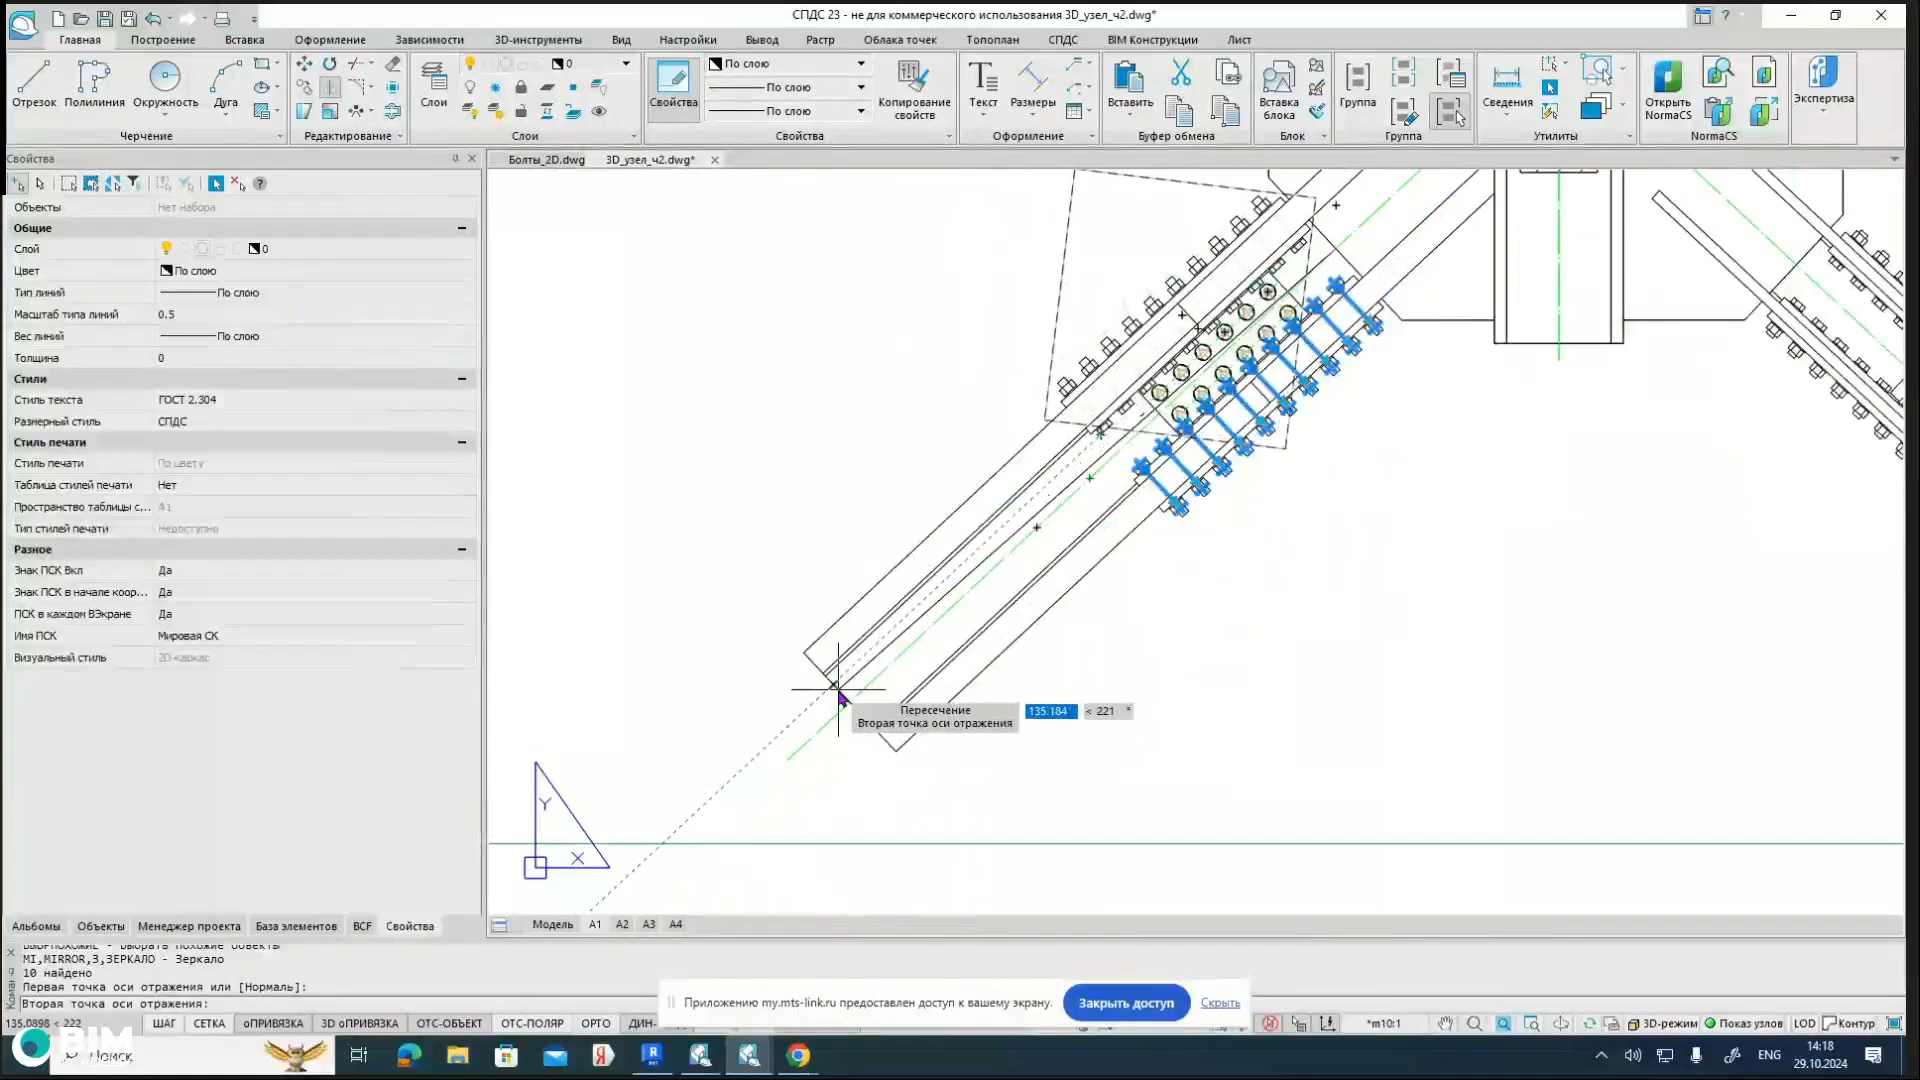 СПДС 23 - не для коммерческого использования 3D_узел_ч2.dwg*
Главная Построение Вставка Оформление Зависимости 3D-инструменты Вид Настройки Вывод Растр Облака точек Топоплан СПДС BIM Конструкции Лист
0 По слою
По слою
По слою
Отрезок Полилиния Окружность Дуга Слои Свойства Копирование свойств Текст Размеры Вставить Вставка блока Группа Сведения Открыть NormaCS Экспертиза
Черчение Редактирование Слои Свойства Оформление Буфер обмена Блок Группа Утилиты NormaCS
Свойства
Болты_2D.dwg 3D_узел_ч2.dwg*
Объекты Нет набора
Общие
Слой 0
Цвет По слою
Тип линий По слою
Масштаб типа линий 0.5
Вес линий По слою
Толщина 0
Стили
Стиль текста ГОСТ 2.304
Размерный стиль СПДС
Стиль печати
Стиль печати По цвету
Таблица стилей печати Нет
Пространство таблицы с... A1
Тип стилей печати Недоступно
Разное
Знак ПСК Вкл Да
Знак ПСК в начале коор... Да
ПСК в каждом ВЭкране Да
Имя ПСК Мировая СК
Визуальный стиль 2D-каркас
Пересечение
Вторая точка оси отражения
135.184 < 221 °
Y
X
Альбомы Объекты Менеджер проекта База элементов BCF Свойства
Модель A1 A2 A3 A4
ВЫБРПОХОЖИЕ - Выбрать похожие объекты
MI,MIRROR,З,ЗЕРКАЛО - Зеркало
10 найдено
Первая точка оси отражения или [Нормаль]:
Вторая точка оси отражения:
Приложению my.mts-link.ru предоставлен доступ к вашему экрану. Закрыть доступ Скрыть
135.0898 < 222 ШАГ СЕТКА оПРИВЯЗКА 3D оПРИВЯЗКА ОТС-ОБЪЕКТ ОТС-ПОЛЯР ОРТО ДИН- *m10:1 3D-режим Показ узлов LOD Контур
BIM
Поиск
ENG
14:18
29.10.2024